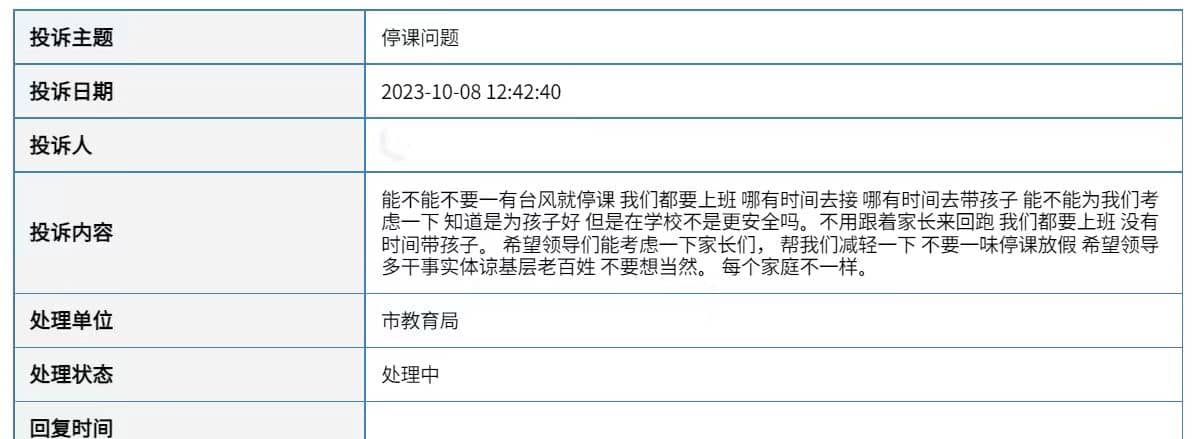 投诉主题 停课问题
投诉日期 2023-10-08 12:42:40
投诉人
能不能不要一有台风就停课 我们都要上班 哪有时间去接 哪有时间去带孩子 能不能为我们考
虑一下 知道是为孩子好 但是在学校不是更安全吗。不用跟着家长来回跑 我们都要上班 没有
投诉内容
时间带孩子。 希望领导们能考虑一下家长们， 帮我们减轻一下 不要一味停课放假 希望领导
多干事实体谅基层老百姓 不要想当然。 每个家庭不一样。
处理单位 市教育局
处理状态 处理中
回复时间